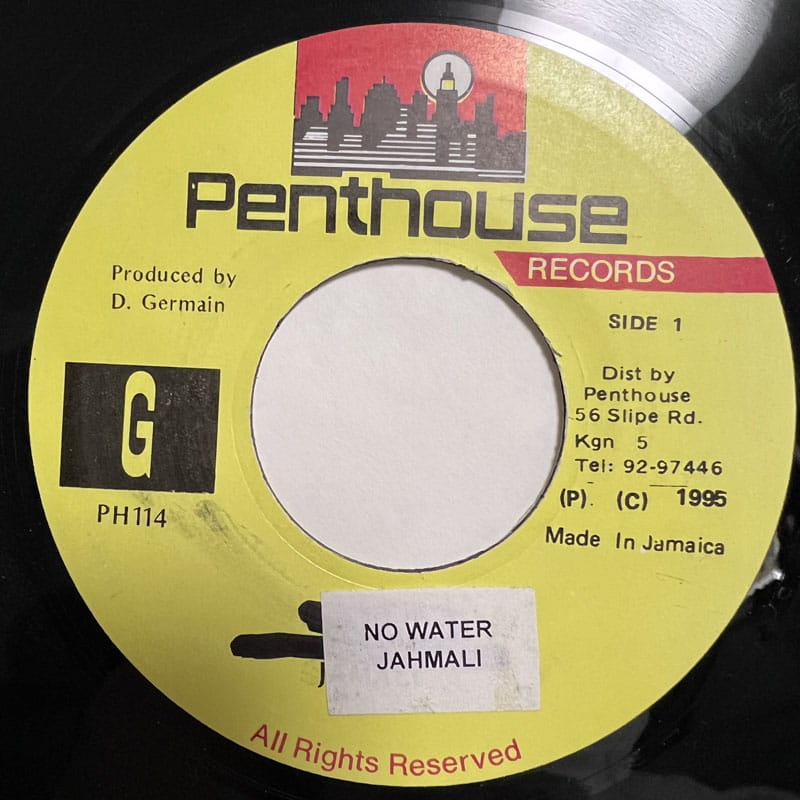 Penthouse
RECORDS
Produced by
D. Germain
SIDE 1
G
PH114
Dist by
Penthouse
56 Slipe Rd.
Kgn 5
Tel: 92-97446
(P). (C) 1995
Made In Jamaica
NO WATER
JAHMALI
All Rights Reserved